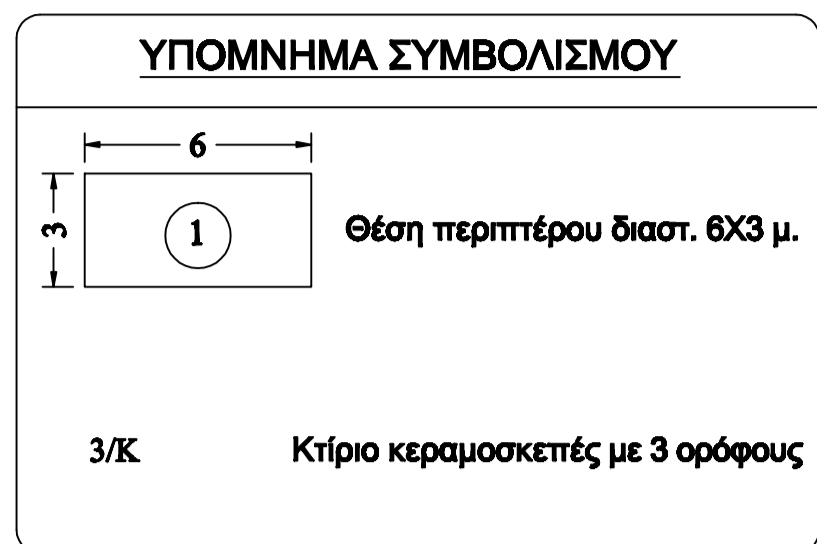 ΥΠΟΜΝΗΜΑ ΣΥΜΒΟΛΙΣΜΟΥ
6
3
1
Θέση περιπτέρου διαστ. 6Χ3 μ.
3/Κ
Κτίριο κεραμοσκεπές με 3 ορόφους